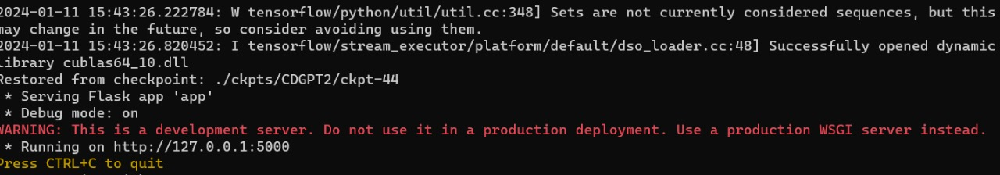 2024-01-11 15:43:26.222784: W tensorflow/python/util/util.cc:348] Sets are not currently considered sequences, but this
may change in the future, so consider avoiding using them.
2024-01-11 15:43:26.820452: I tensorflow/stream_executor/platform/default/dso_loader.cc:48] Successfully opened dynamic
library cublas64_10.dll
Restored from checkpoint: ./ckpts/CDGPT2/ckpt-44
* Serving Flask app 'app'
* Debug mode: on
WARNING: This is a development server. Do not use it in a production deployment. Use a production WSGI server instead.
* Running on http://127.0.0.1:5000
Press CTRL+C to quit